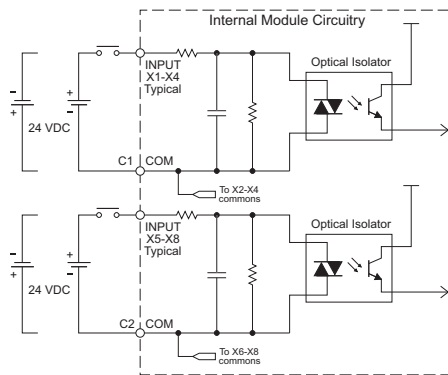 Internal Module Circuitry
INPUT
X1-X4
Typical
Optical Isolator
-
+
+
-
24 VDC
C1
COM
To X2-X4
commons
INPUT
X5-X8
Typical
Optical Isolator
-
+
+
-
24 VDC
C2
COM
To X6-X8
commons